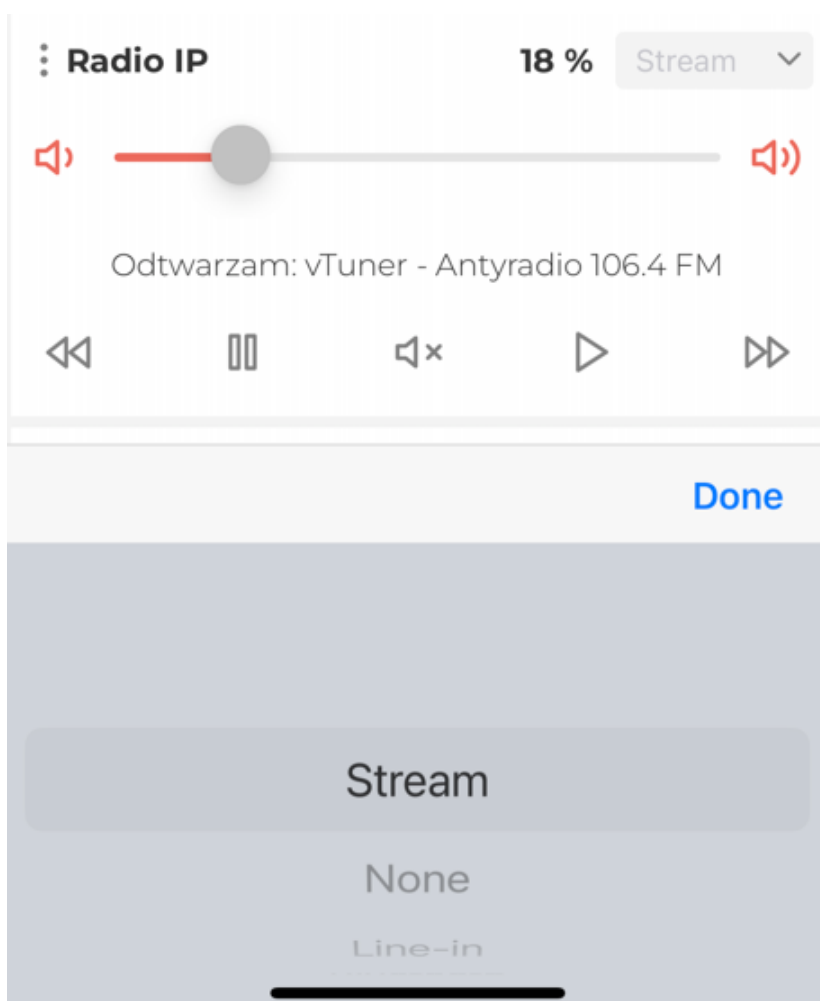 Radio IP 18 % Stream
Odtwarzam: vTuner - Antyradio 106.4 FM
Done
Stream
None
Line-in